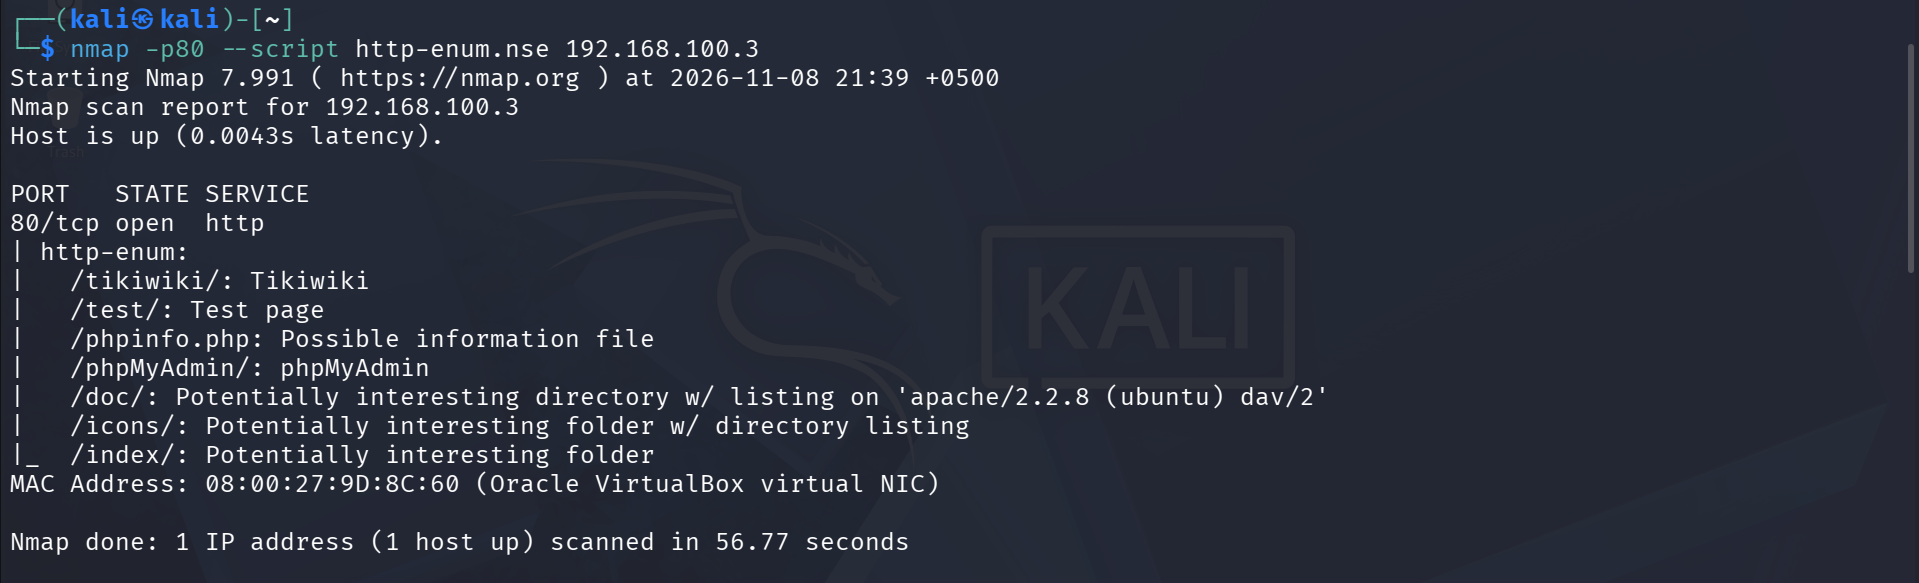 ┌──(kali㉿kali)-[~]
└─$ nmap -p80 --script http-enum.nse 192.168.100.3
Starting Nmap 7.991 ( https://nmap.org ) at 2026-11-08 21:39 +0500
Nmap scan report for 192.168.100.3
Host is up (0.0043s latency).

PORT   STATE SERVICE
80/tcp open  http
| http-enum:
|   /tikiwiki/: Tikiwiki
|   /test/: Test page
|   /phpinfo.php: Possible information file
|   /phpMyAdmin/: phpMyAdmin
|   /doc/: Potentially interesting directory w/ listing on 'apache/2.2.8 (ubuntu) dav/2'
|   /icons/: Potentially interesting folder w/ directory listing
|_  /index/: Potentially interesting folder
MAC Address: 08:00:27:9D:8C:60 (Oracle VirtualBox virtual NIC)

Nmap done: 1 IP address (1 host up) scanned in 56.77 seconds
KALI
Trash